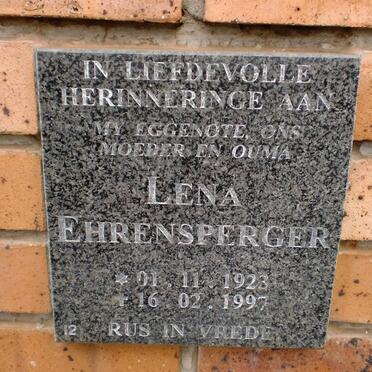 IN LIEFDEVOLLE
HERINNERINGE AAN
MY EGGENOTE, ONS
MOEDER EN OUMA
LENA
EHRENSPERGER
* 01.11.1923
† 16.02.1997
12 RUS IN VREDE